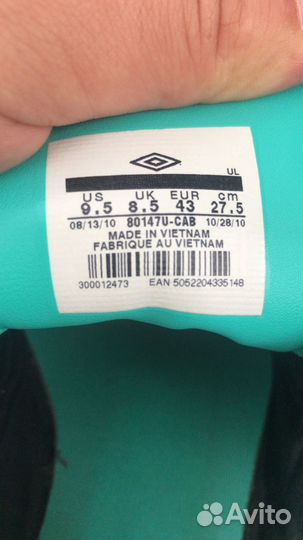 UL
US UK EUR cm
9.5 8.5 43 27.5
08/13/10 80147U-CAB 10/28/10
MADE IN VIETNAM
FABRIQUE AU VIETNAM
300012473 EAN 5052204335148
Avito